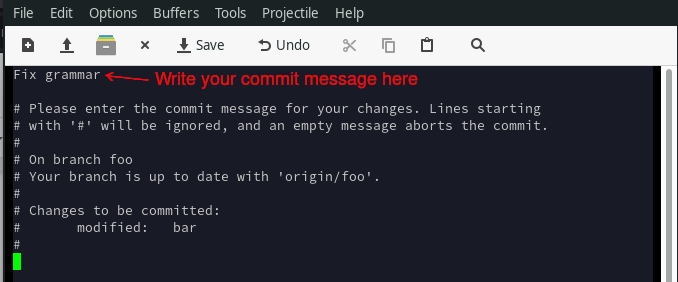 File Edit Options Buffers Tools Projectile Help
Save Undo
Fix grammar Write your commit message here
# Please enter the commit message for your changes. Lines starting
# with '#' will be ignored, and an empty message aborts the commit.
#
# On branch foo
# Your branch is up to date with 'origin/foo'.
#
# Changes to be committed:
#       modified:   bar
#